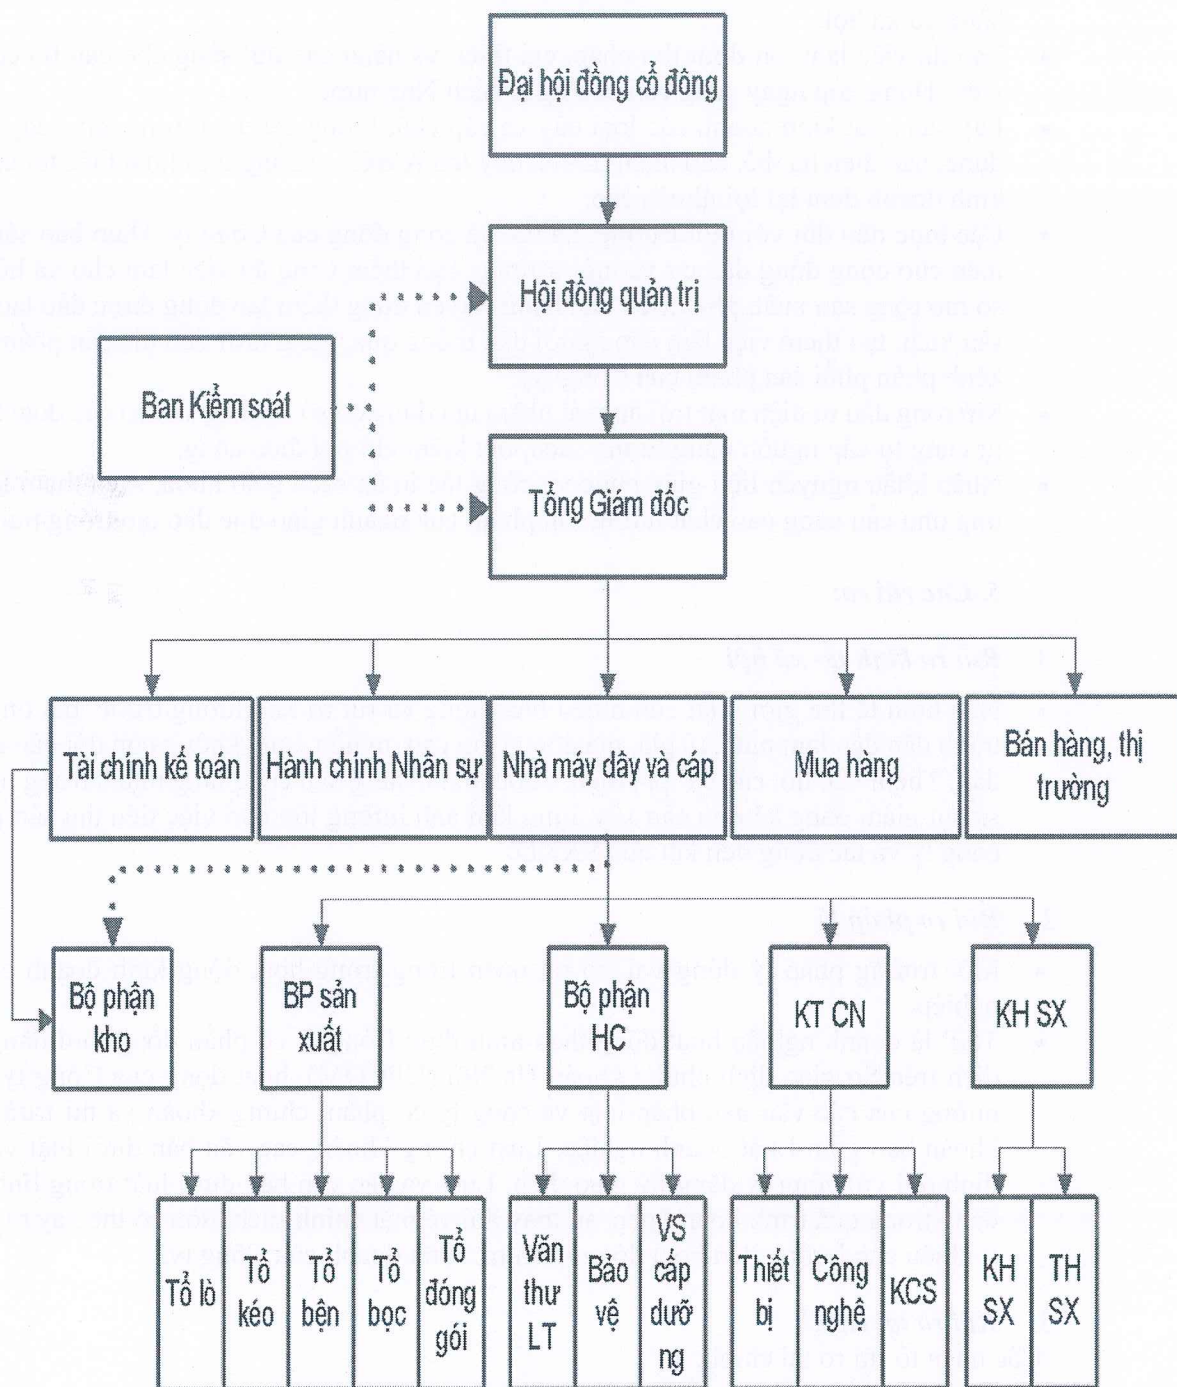 Đại hội đồng cổ đông
Hội đồng quản trị
Ban Kiểm soát
Tổng Giám đốc
Tài chính kế toán
Hành chinh Nhân sự
Nhà máy dây và cáp
Mua hàng
Bán hàng, thị
trường
Bộ phận
kho
BP sản
xuất
Bộ phận
HC
KT CN
KH SX
Tổ lò
Tổ
kéo
Tổ
bện
Tổ
bọc
Tổ
đóng
gói
Văn
thư
LT
Bảo
vệ
VS
cấp
dưỡ
ng
Thiết
bị
Công
nghệ
KCS
KH
SX
TH
SX